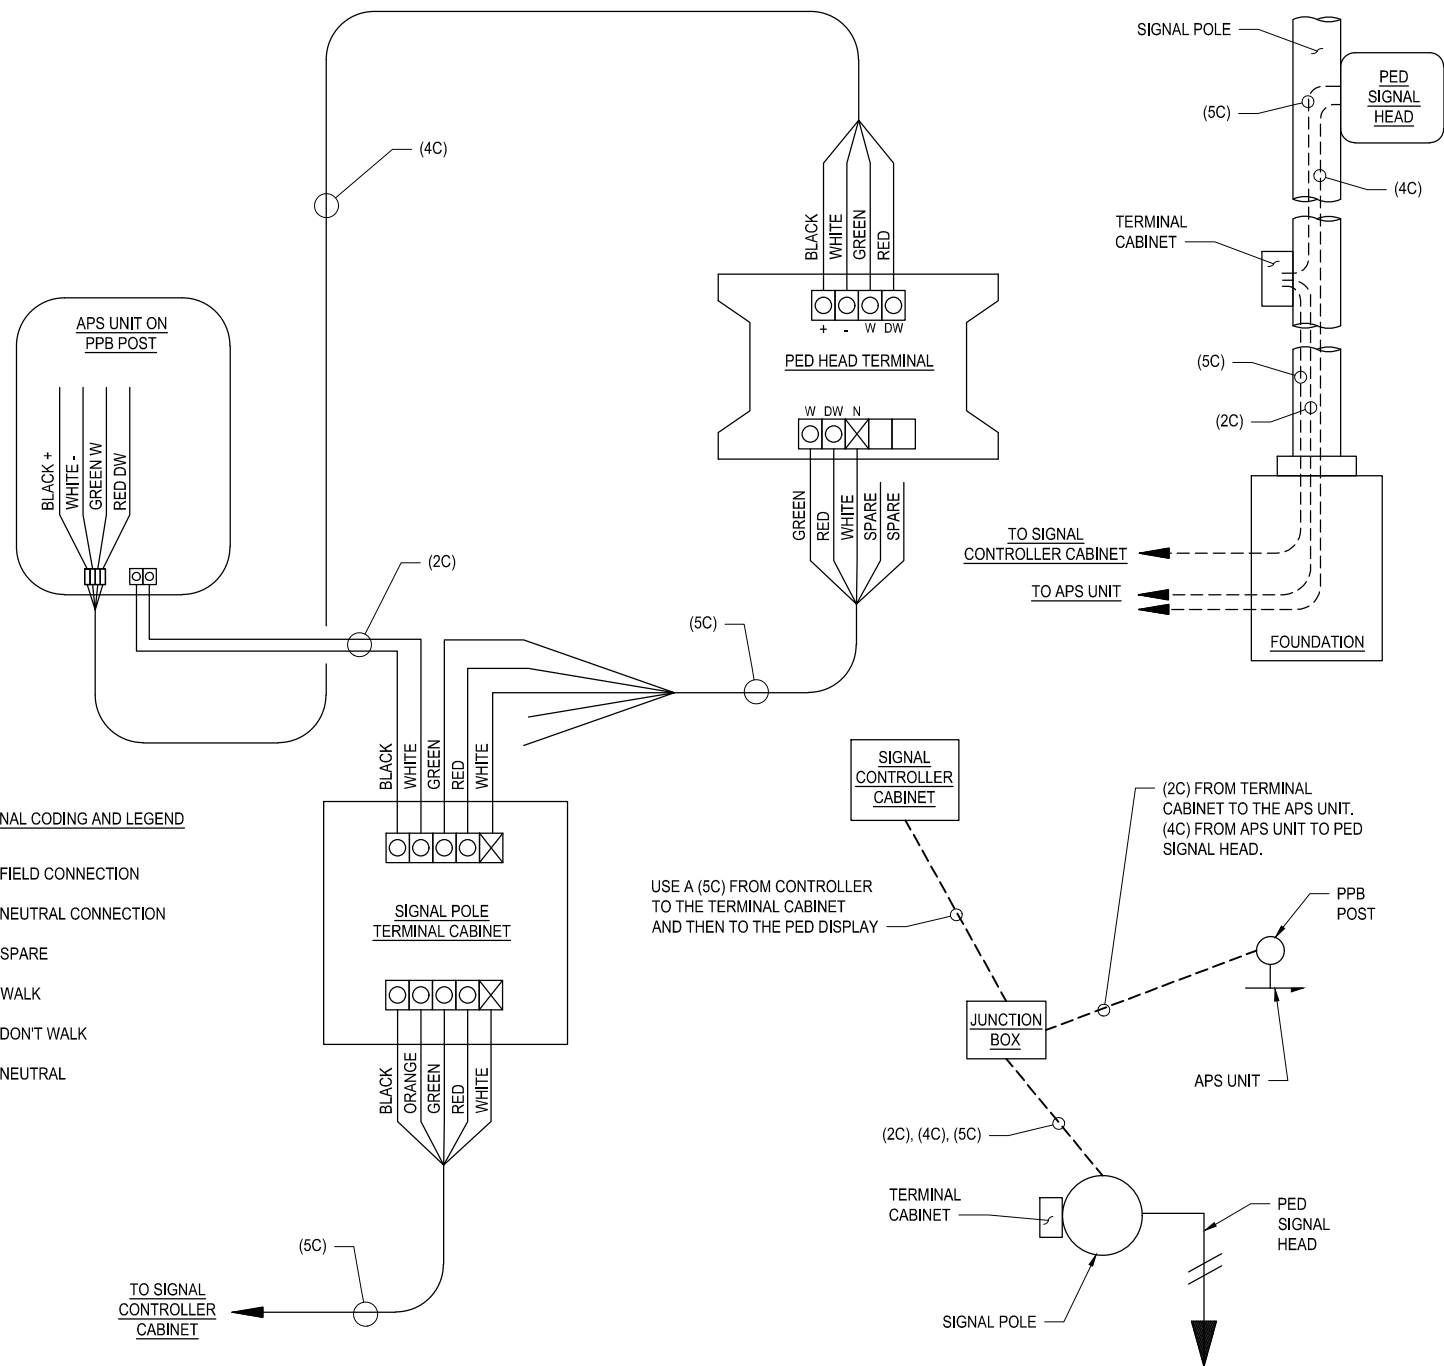 (4C)
APS UNIT ON
PPB POST
BLACK +
WHITE -
GREEN W
RED DW
(2C)
BLACK
WHITE
GREEN
RED
+ - W DW
PED HEAD TERMINAL
W DW N
GREEN
RED
WHITE
SPARE
SPARE
(5C)
BLACK
WHITE
GREEN
RED
WHITE
SIGNAL POLE
TERMINAL CABINET
BLACK
ORANGE
GREEN
RED
WHITE
(5C)
TO SIGNAL
CONTROLLER
CABINET
NAL CODING AND LEGEND
FIELD CONNECTION
NEUTRAL CONNECTION
SPARE
WALK
DON'T WALK
NEUTRAL
SIGNAL POLE
PED
SIGNAL
HEAD
(5C)
(4C)
TERMINAL
CABINET
(5C)
(2C)
TO SIGNAL
CONTROLLER CABINET
TO APS UNIT
FOUNDATION
SIGNAL
CONTROLLER
CABINET
(2C) FROM TERMINAL
CABINET TO THE APS UNIT.
(4C) FROM APS UNIT TO PED
SIGNAL HEAD.
USE A (5C) FROM CONTROLLER
TO THE TERMINAL CABINET
AND THEN TO THE PED DISPLAY
PPB
POST
JUNCTION
BOX
APS UNIT
(2C), (4C), (5C)
TERMINAL
CABINET
PED
SIGNAL
HEAD
SIGNAL POLE